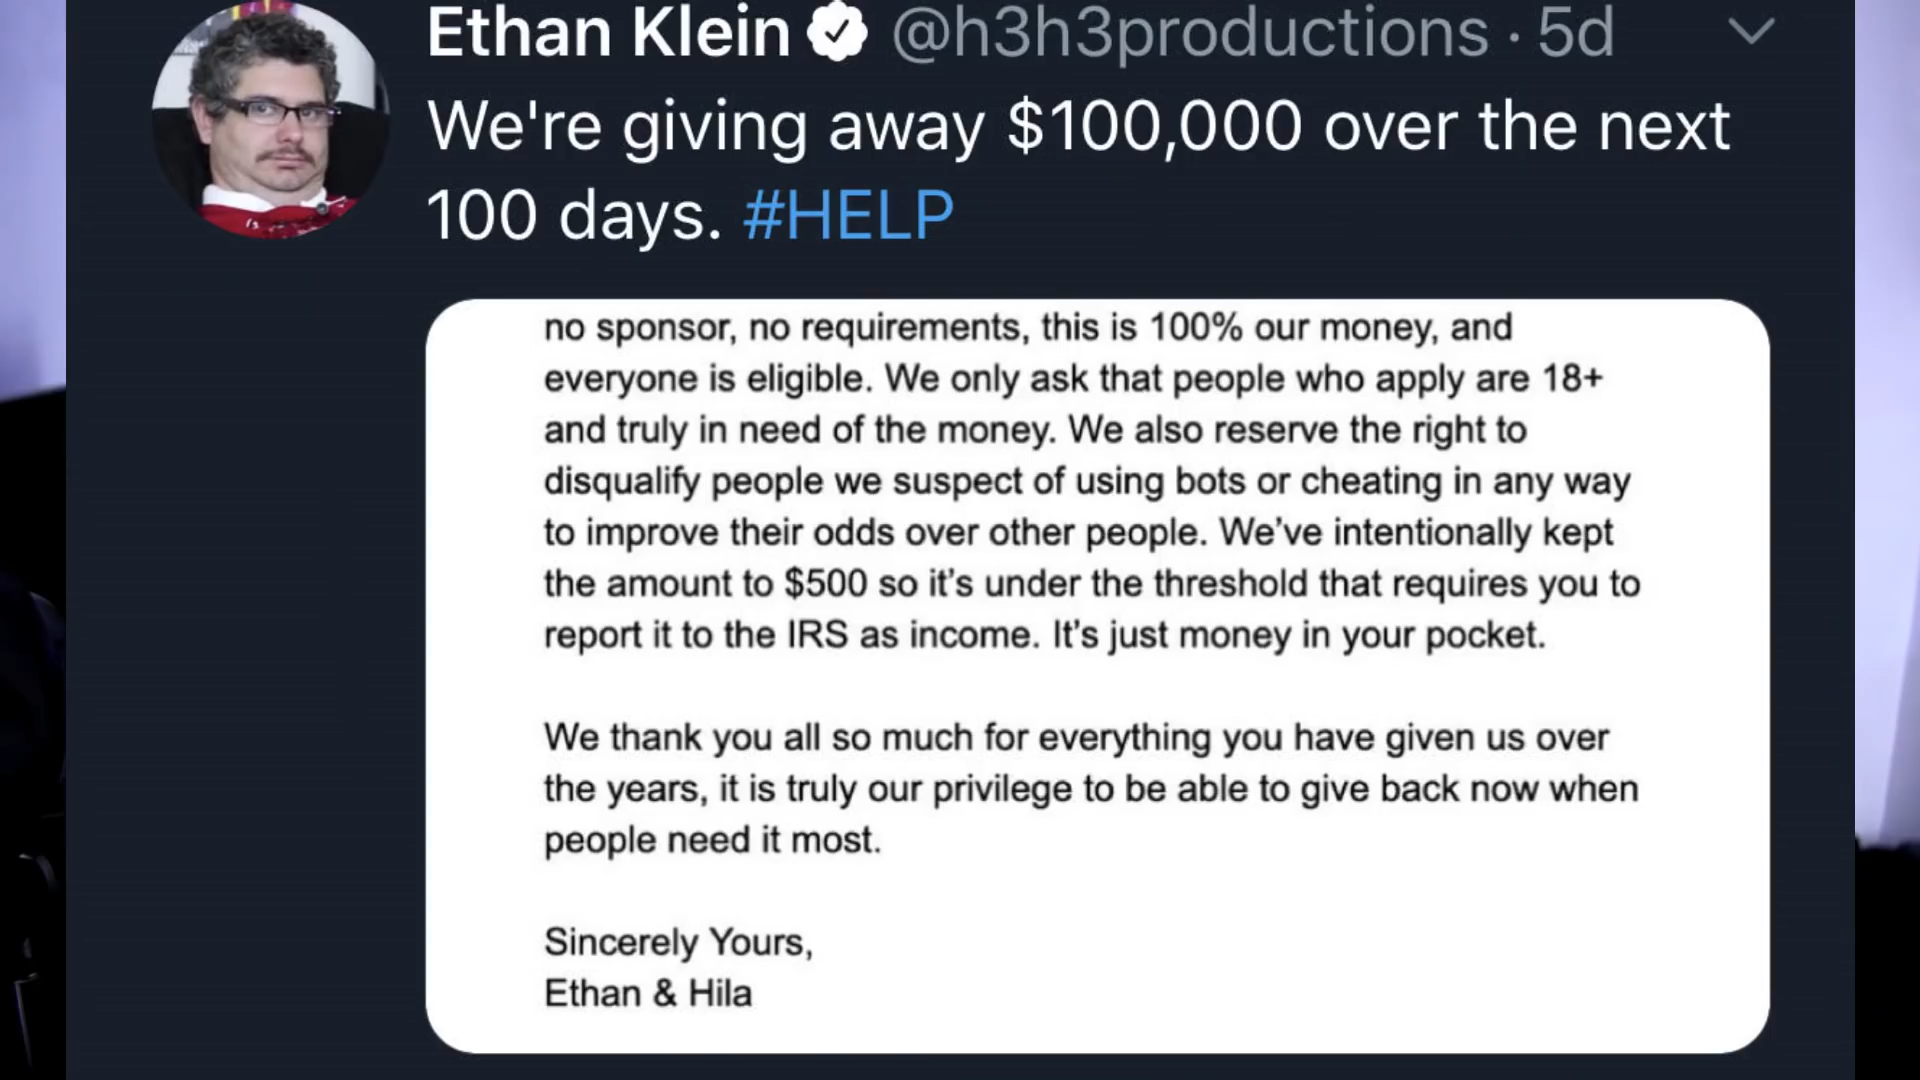 Ethan Klein @h3h3productions · 5d
We're giving away $100,000 over the next
100 days. #HELP
no sponsor, no requirements, this is 100% our money, and
everyone is eligible. We only ask that people who apply are 18+
and truly in need of the money. We also reserve the right to
disqualify people we suspect of using bots or cheating in any way
to improve their odds over other people. We've intentionally kept
the amount to $500 so it's under the threshold that requires you to
report it to the IRS as income. It's just money in your pocket.
We thank you all so much for everything you have given us over
the years, it is truly our privilege to be able to give back now when
people need it most.
Sincerely Yours,
Ethan & Hila